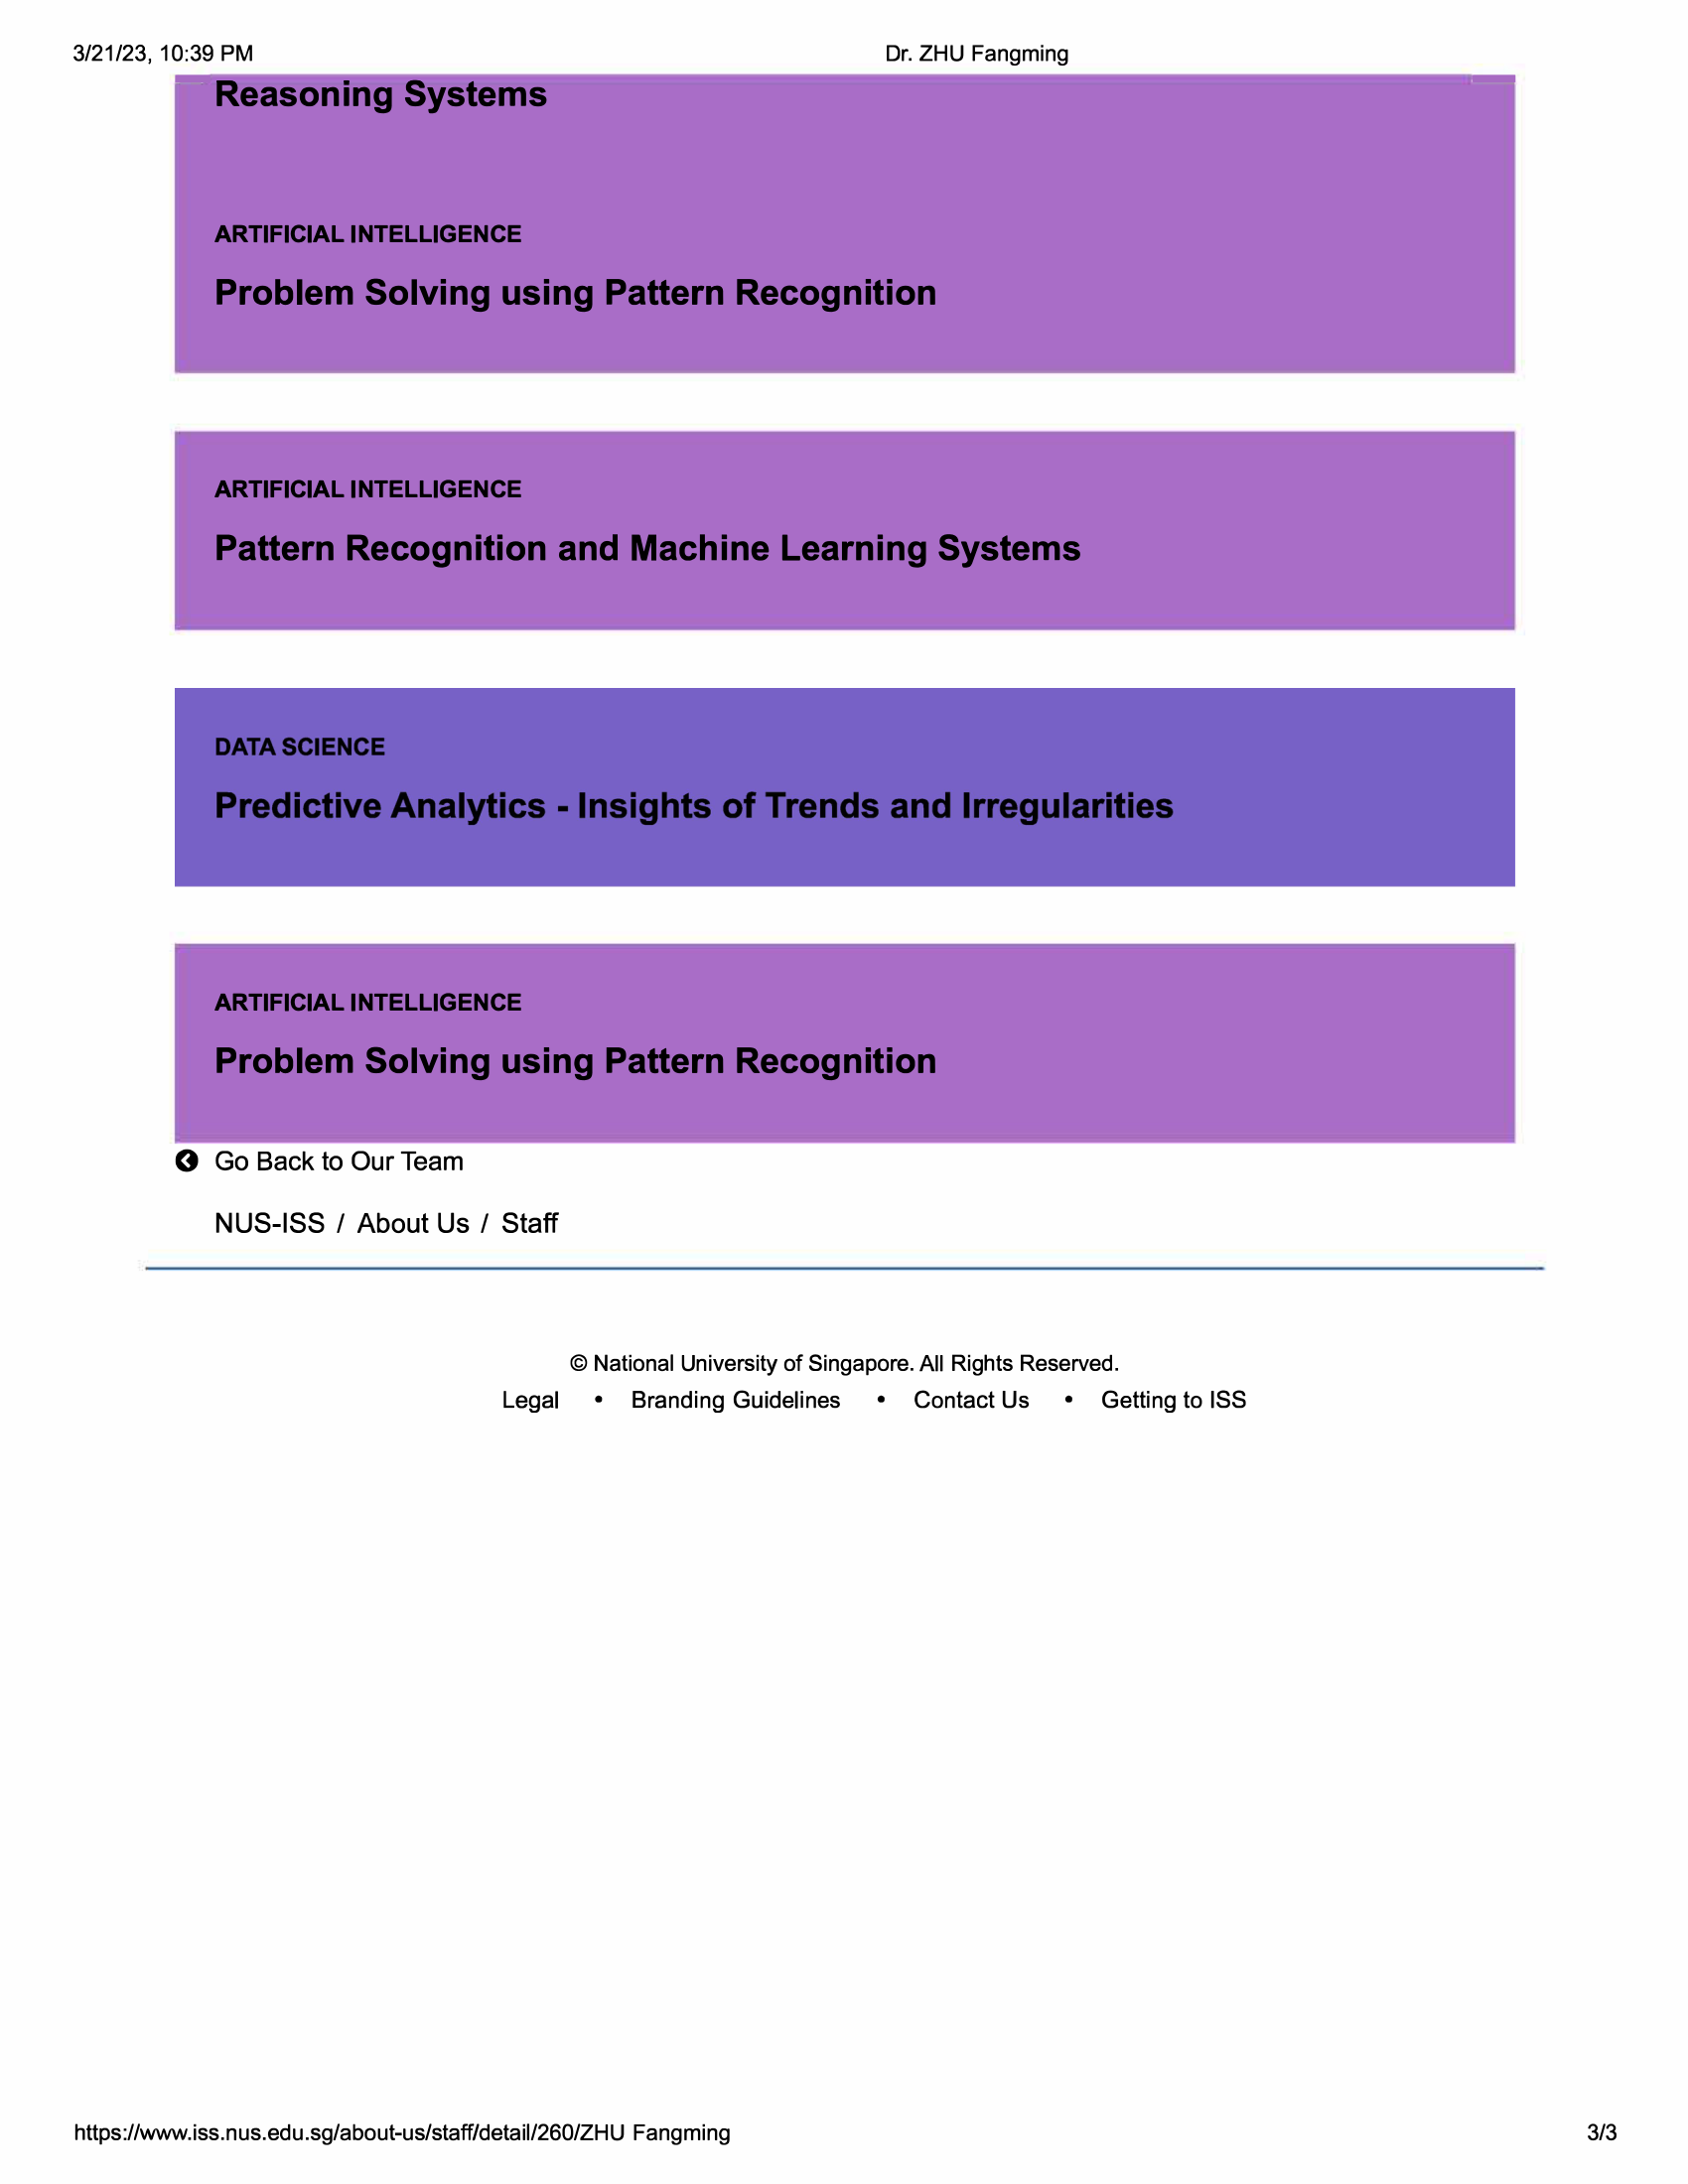 3/21/23, 10:39 PM
Dr. ZHU Fangming
Reasoning Systems
ARTIFICIAL INTELLIGENCE
Problem Solving using Pattern Recognition
ARTIFICIAL INTELLIGENCE
Pattern Recognition and Machine Learning Systems
DATA SCIENCE
Predictive Analytics - Insights of Trends and Irregularities
ARTIFICIAL INTELLIGENCE
Problem Solving using Pattern Recognition
Go Back to Our Team
NUS-ISS / About Us / Staff
© National University of Singapore. All Rights Reserved.
Legal • Branding Guidelines • Contact Us • Getting to ISS
https://www.iss.nus.edu.sg/about-us/staff/detail/260/ZHU Fangming
3/3